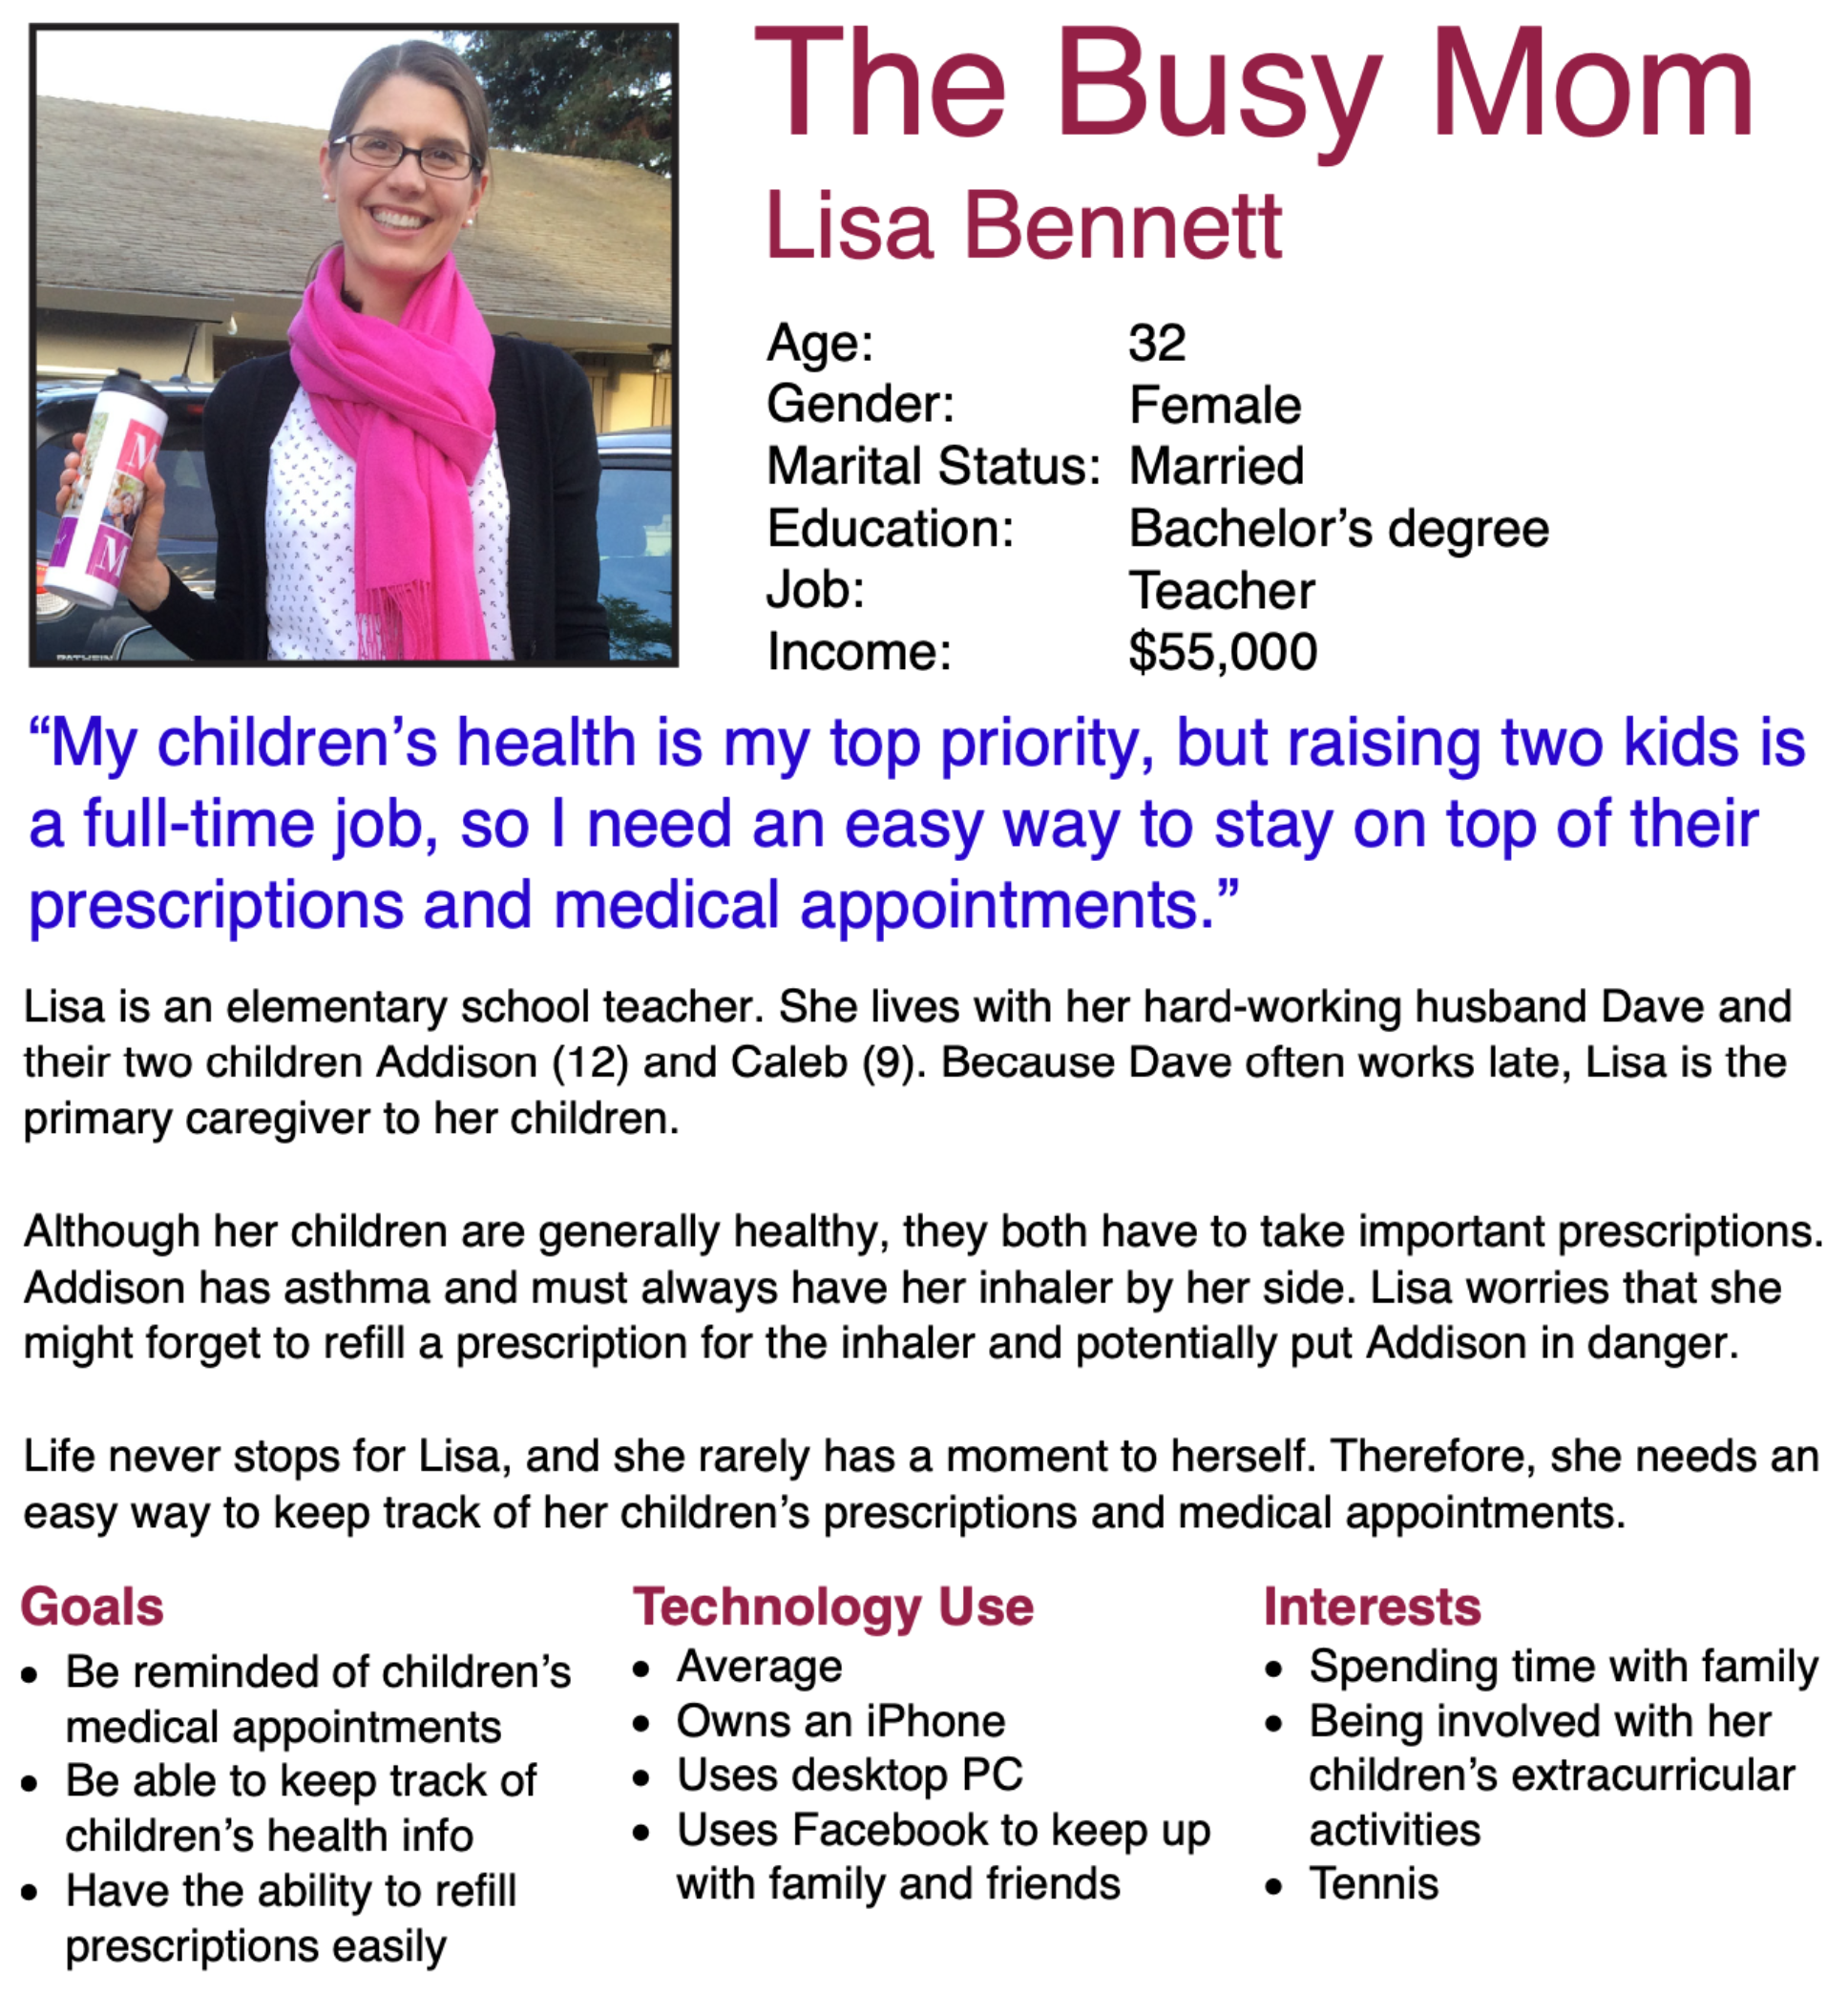 The Busy Mom
Lisa Bennett
Age: 32
Gender: Female
Marital Status: Married
Education: Bachelor’s degree
Job: Teacher
Income: $55,000
M
M
“My children’s health is my top priority, but raising two kids is
a full-time job, so I need an easy way to stay on top of their
prescriptions and medical appointments.”
Lisa is an elementary school teacher. She lives with her hard-working husband Dave and
their two children Addison (12) and Caleb (9). Because Dave often works late, Lisa is the
primary caregiver to her children.
Although her children are generally healthy, they both have to take important prescriptions.
Addison has asthma and must always have her inhaler by her side. Lisa worries that she
might forget to refill a prescription for the inhaler and potentially put Addison in danger.
Life never stops for Lisa, and she rarely has a moment to herself. Therefore, she needs an
easy way to keep track of her children’s prescriptions and medical appointments.
Goals
• Be reminded of children’s
medical appointments
• Be able to keep track of
children’s health info
• Have the ability to refill
prescriptions easily
Technology Use
• Average
• Owns an iPhone
• Uses desktop PC
• Uses Facebook to keep up
with family and friends
Interests
• Spending time with family
• Being involved with her
children’s extracurricular
activities
• Tennis